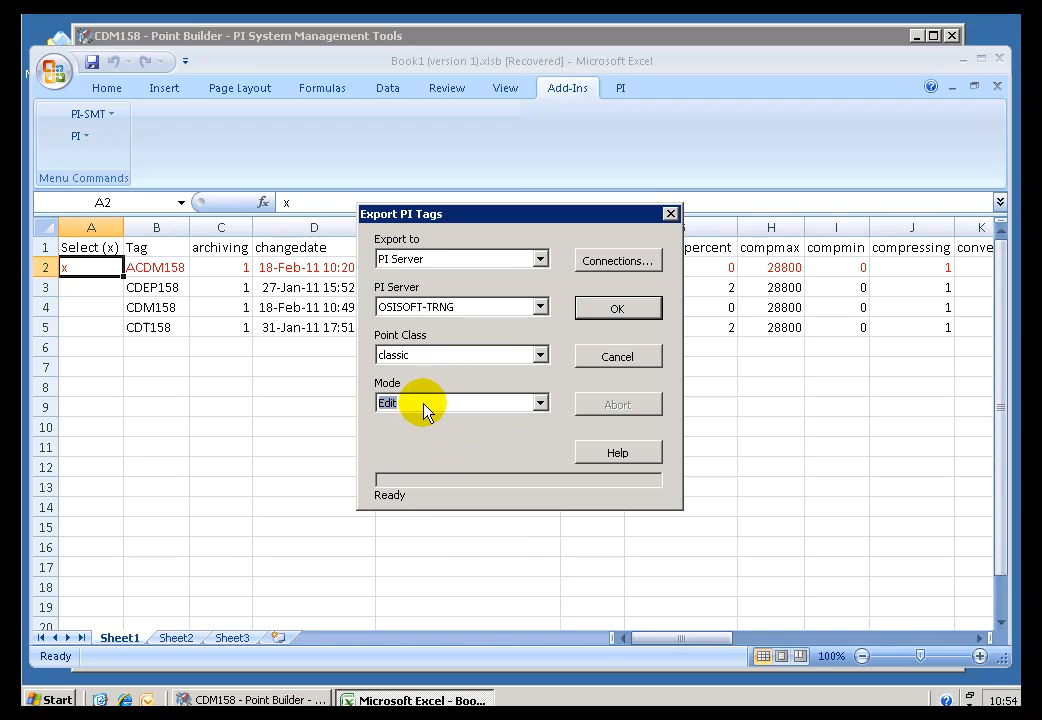 CDM158 - Point Builder - PI System Management Tools
Book1 (version 1).xlsb [Recovered] - Microsoft Excel
Home Insert Page Layout Formulas Data Review View Add-Ins PI
PI-SMT
PI
Menu Commands
A2 fx x
A B C D H I J K
1 Select (x) Tag archiving changedate percent compmax compmin compressing conve
2 x ACDM158 1 18-Feb-11 10:20 0 28800 0 1
3 CDEP158 1 27-Jan-11 15:52 2 28800 0 1
4 CDM158 1 18-Feb-11 10:49 0 28800 0 1
5 CDT158 1 31-Jan-11 17:51 2 28800 0 1
6
7
8
9
10
11
12
13
14
15
16
17
18
19
20
Export PI Tags
Export to
PI Server
Connections...
PI Server
OSISOFT-TRNG
OK
Point Class
classic
Cancel
Mode
Edit
Abort
Help
Ready
Sheet1 Sheet2 Sheet3
Ready 100%
Start CDM158 - Point Builder - ... Microsoft Excel - Boo... 10:54